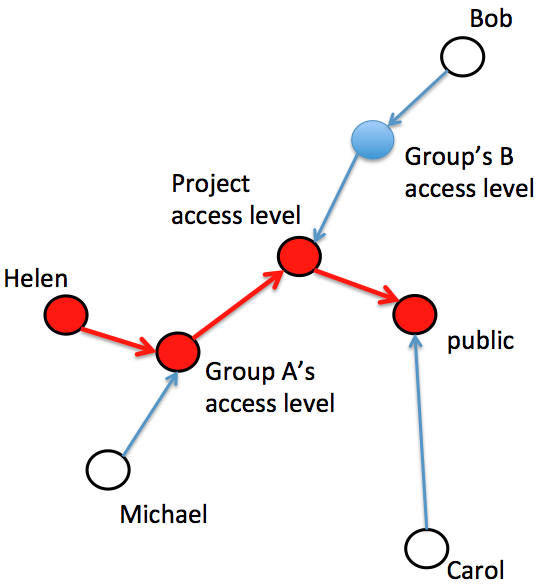 Bob
Group's B
access level
Project
access level
Helen
public
Group A's
access level
Michael
Carol